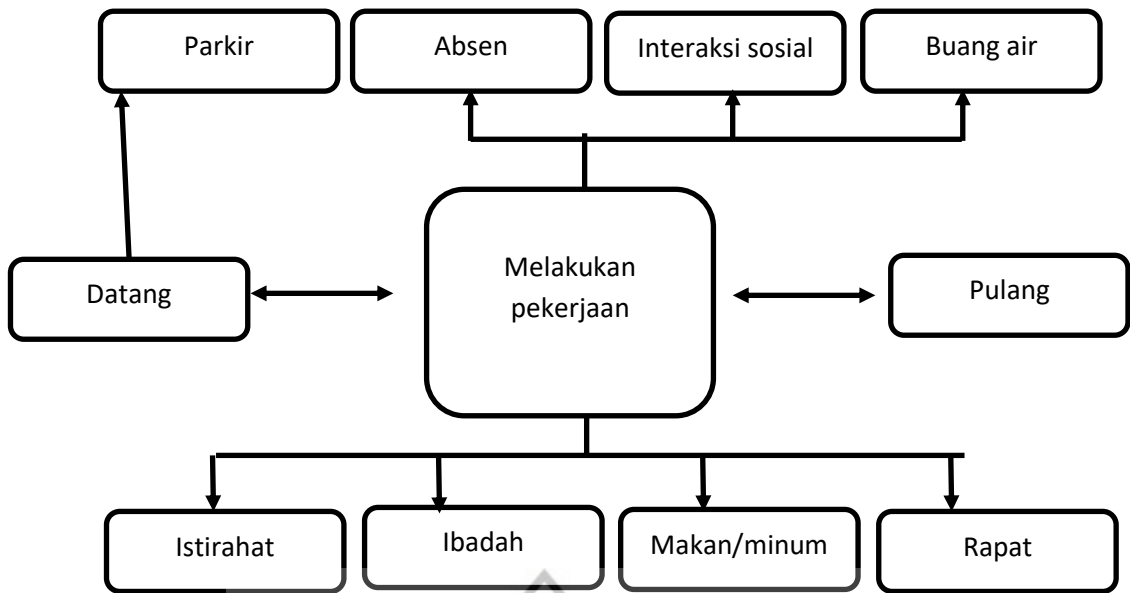 Parkir
Absen
Interaksi sosial
Buang air
Datang
Melakukan
pekerjaan
Pulang
Istirahat
Ibadah
Makan/minum
Rapat